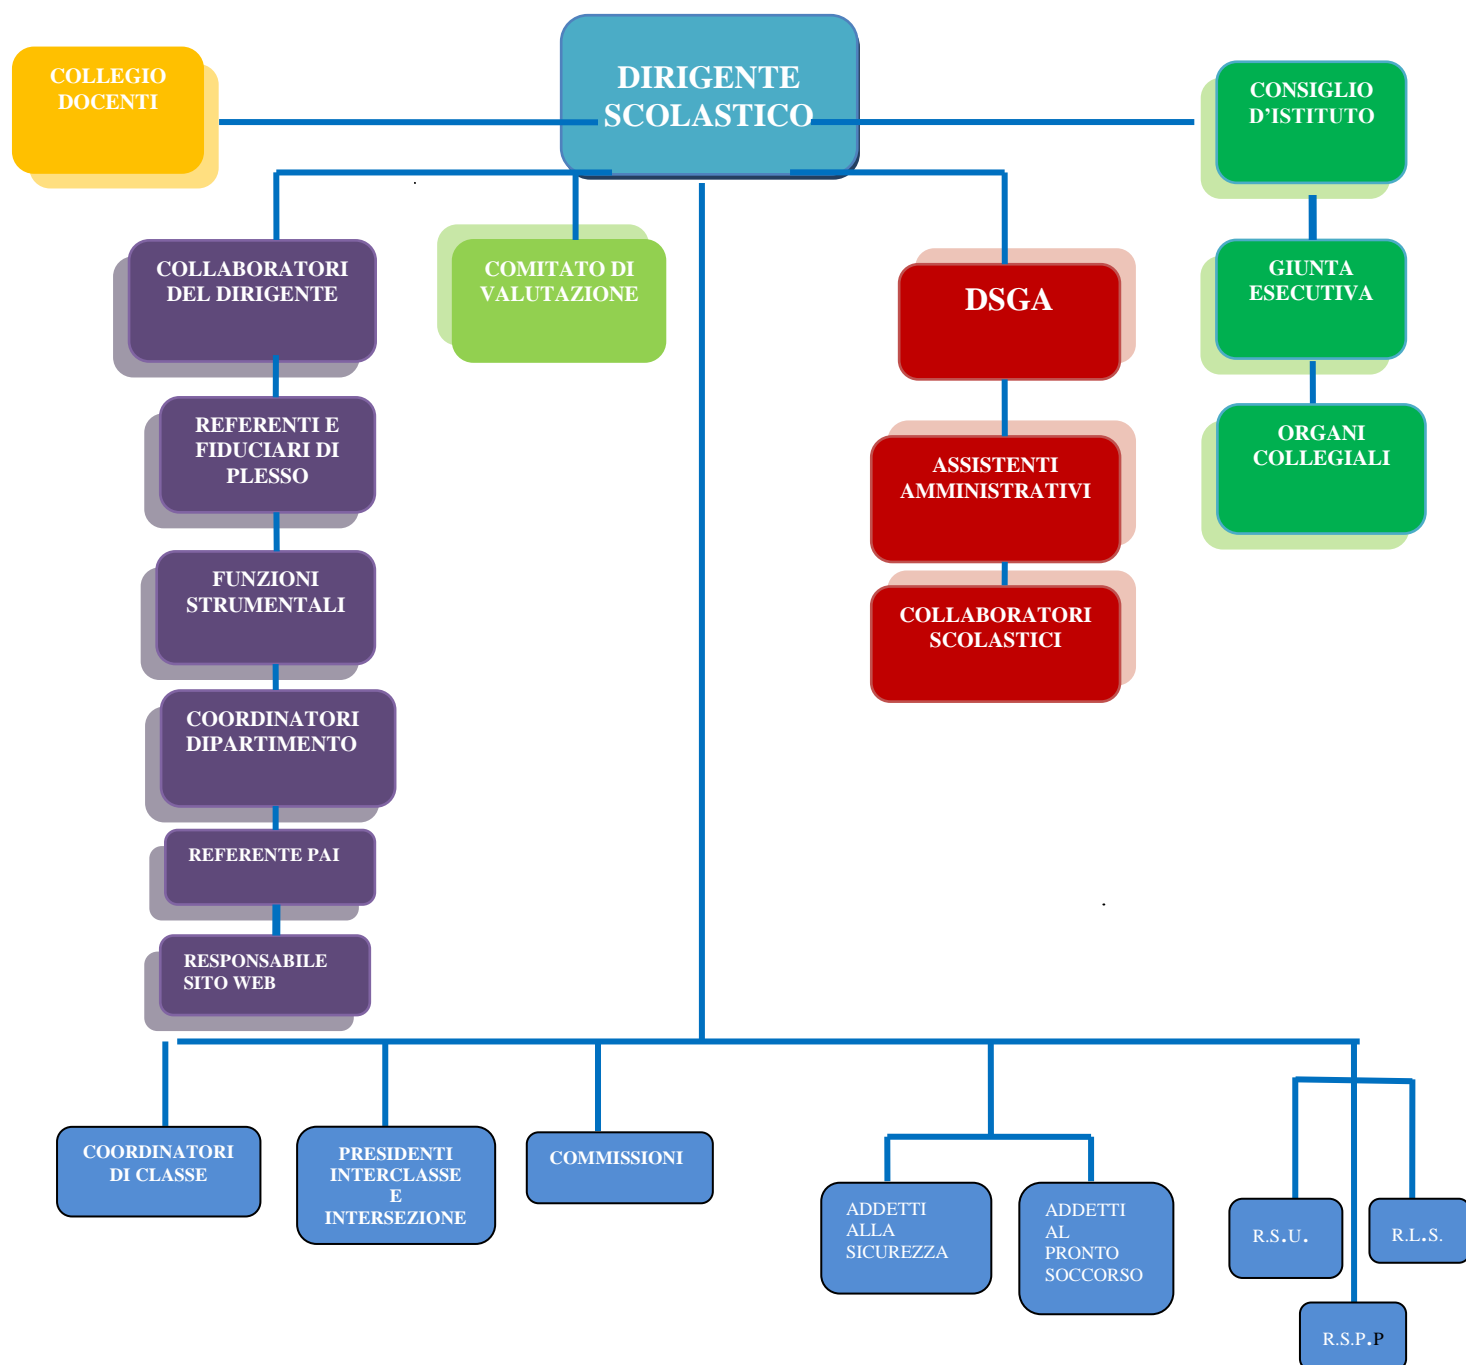 COLLEGIO
DOCENTI
DIRIGENTE
SCOLASTICO
CONSIGLIO
D'ISTITUTO
COLLABORATORI
DEL DIRIGENTE
COMITATO DI
VALUTAZIONE
DSGA
GIUNTA
ESECUTIVA
REFERENTI E
FIDUCIARI DI
PLESSO
ASSISTENTI
AMMINISTRATIVI
ORGANI
COLLEGIALI
FUNZIONI
STRUMENTALI
COLLABORATORI
SCOLASTICI
COORDINATORI
DIPARTIMENTO
REFERENTE PAI
RESPONSABILE
SITO WEB
COORDINATORI
DI CLASSE
PRESIDENTI
INTERCLASSE
E
INTERSEZIONE
COMMISSIONI
ADDETTI
ALLA
SICUREZZA
ADDETTI
AL
PRONTO
SOCCORSO
R.S.U.
R.L.S.
R.S.P.P